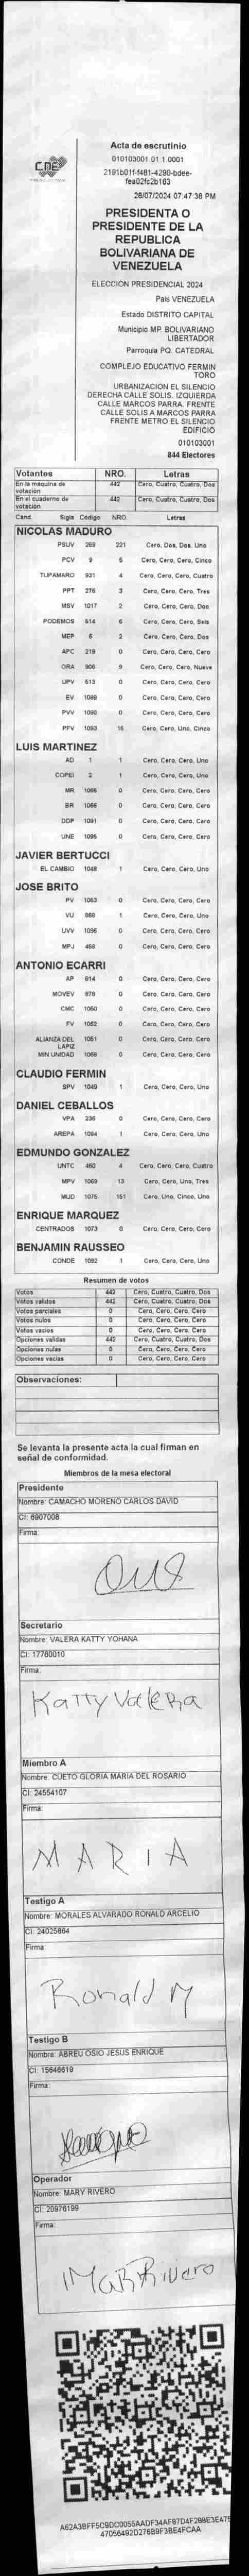 CNE
Acta de escrutinio
010103001.01.1.0001
2191b01f-f481-4290-bdee-
fea02fc2b163
28/07/2024 07:47:38 PM
PRESIDENTA O
PRESIDENTE DE LA
REPUBLICA
BOLIVARIANA DE
VENEZUELA
ELECCIÓN PRESIDENCIAL 2024
Pais VENEZUELA
Estado DISTRITO CAPITAL
Municipio MP. BOLIVARIANO
LIBERTADOR
Parroquia PQ. CATEDRAL
COMPLEJO EDUCATIVO FERMIN
TORO
URBANIZACION EL SILENCIO
DERECHA CALLE SOLIS. IZQUIERDA
CALLE MARCOS PARRA. FRENTE
CALLE SOLIS A MARCOS PARRA
FRENTE METRO EL SILENCIO
EDIFICIO
010103001
844 Electores
Votantes NRO. Letras
En la máquina de votación 442 Cero, Cuatro, Cuatro, Dos
En el cuaderno de votación 442 Cero, Cuatro, Cuatro, Dos
Cand. Sigla Código NRO Letras
NICOLAS MADURO
PSUV 269 221 Cero, Dos, Dos, Uno
PCV 9 5 Cero, Cero, Cero, Cinco
TUPAMARO 931 4 Cero, Cero, Cero, Cuatro
PPT 276 3 Cero, Cero, Cero, Tres
MSV 1017 2 Cero, Cero, Cero, Dos
PODEMOS 514 6 Cero, Cero, Cero, Seis
MEP 6 2 Cero, Cero, Cero, Dos
APC 219 0 Cero, Cero, Cero, Cero
ORA 906 9 Cero, Cero, Cero, Nueve
UPV 513 0 Cero, Cero, Cero, Cero
EV 1089 0 Cero, Cero, Cero, Cero
PVV 1090 0 Cero, Cero, Cero, Cero
PFV 1093 15 Cero, Cero, Uno, Cinco
LUIS MARTINEZ
AD 1 1 Cero, Cero, Cero, Uno
COPEI 2 1 Cero, Cero, Cero, Uno
MR 1065 0 Cero, Cero, Cero, Cero
BR 1066 0 Cero, Cero, Cero, Cero
DDP 1091 0 Cero, Cero, Cero, Cero
UNE 1095 0 Cero, Cero, Cero, Cero
JAVIER BERTUCCI
EL CAMBIO 1048 1 Cero, Cero, Cero, Uno
JOSE BRITO
PV 1053 0 Cero, Cero, Cero, Cero
VU 868 1 Cero, Cero, Cero, Uno
UVV 1096 0 Cero, Cero, Cero, Cero
MPJ 468 0 Cero, Cero, Cero, Cero
ANTONIO ECARRI
AP 914 0 Cero, Cero, Cero, Cero
MOVEV 979 0 Cero, Cero, Cero, Cero
CMC 1060 0 Cero, Cero, Cero, Cero
FV 1062 0 Cero, Cero, Cero, Cero
ALIANZA DEL 1051 0 Cero, Cero, Cero, Cero
LAPIZ
MIN UNIDAD 1069 0 Cero, Cero, Cero, Cero
CLAUDIO FERMIN
SPV 1049 1 Cero, Cero, Cero, Uno
DANIEL CEBALLOS
VPA 236 0 Cero, Cero, Cero, Cero
AREPA 1094 1 Cero, Cero, Cero, Uno
EDMUNDO GONZALEZ
UNTC 460 4 Cero, Cero, Cero, Cuatro
MPV 1069 13 Cero, Cero, Uno, Tres
MUD 1075 151 Cero, Uno, Cinco, Uno
ENRIQUE MARQUEZ
CENTRADOS 1073 0 Cero, Cero, Cero, Cero
BENJAMIN RAUSSEO
CONDE 1092 1 Cero, Cero, Cero, Uno
Resumen de votos
Votos 442 Cero, Cuatro, Cuatro, Dos
Votos validos 442 Cero, Cuatro, Cuatro, Dos
Votos parciales 0 Cero, Cero, Cero, Cero
Votos nulos 0 Cero, Cero, Cero, Cero
Votos vacios 0 Cero, Cero, Cero, Cero
Opciones validas 442 Cero, Cuatro, Cuatro, Dos
Opciones nulas 0 Cero, Cero, Cero, Cero
Opciones vacias 0 Cero, Cero, Cero, Cero
Observaciones:
Se levanta la presente acta la cual firman en
señal de conformidad.
Miembros de la mesa electoral
Presidente
Nombre: CAMACHO MORENO CARLOS DAVID
CI: 6907008
Firma:
Secretario
Nombre: VALERA KATTY YOHANA
CI: 17760010
Firma:
Katty Valera
Miembro A
Nombre: CUETO GLORIA MARIA DEL ROSARIO
CI: 24554107
Firma:
MARIA
Testigo A
Nombre: MORALES ALVARADO RONALD ARCELIO
CI: 24025864
Firma:
Ronald M
Testigo B
Nombre: ABREU OSIO JESUS ENRIQUE
CI: 15646619
Firma:
Operador
Nombre: MARY RIVERO
CI: 20976199
Firma:
Mary Rivero
A62A3BFF5C9DC0055AADF34AF87D4F288E3E475
47056492D276B9F3BE4FCAA